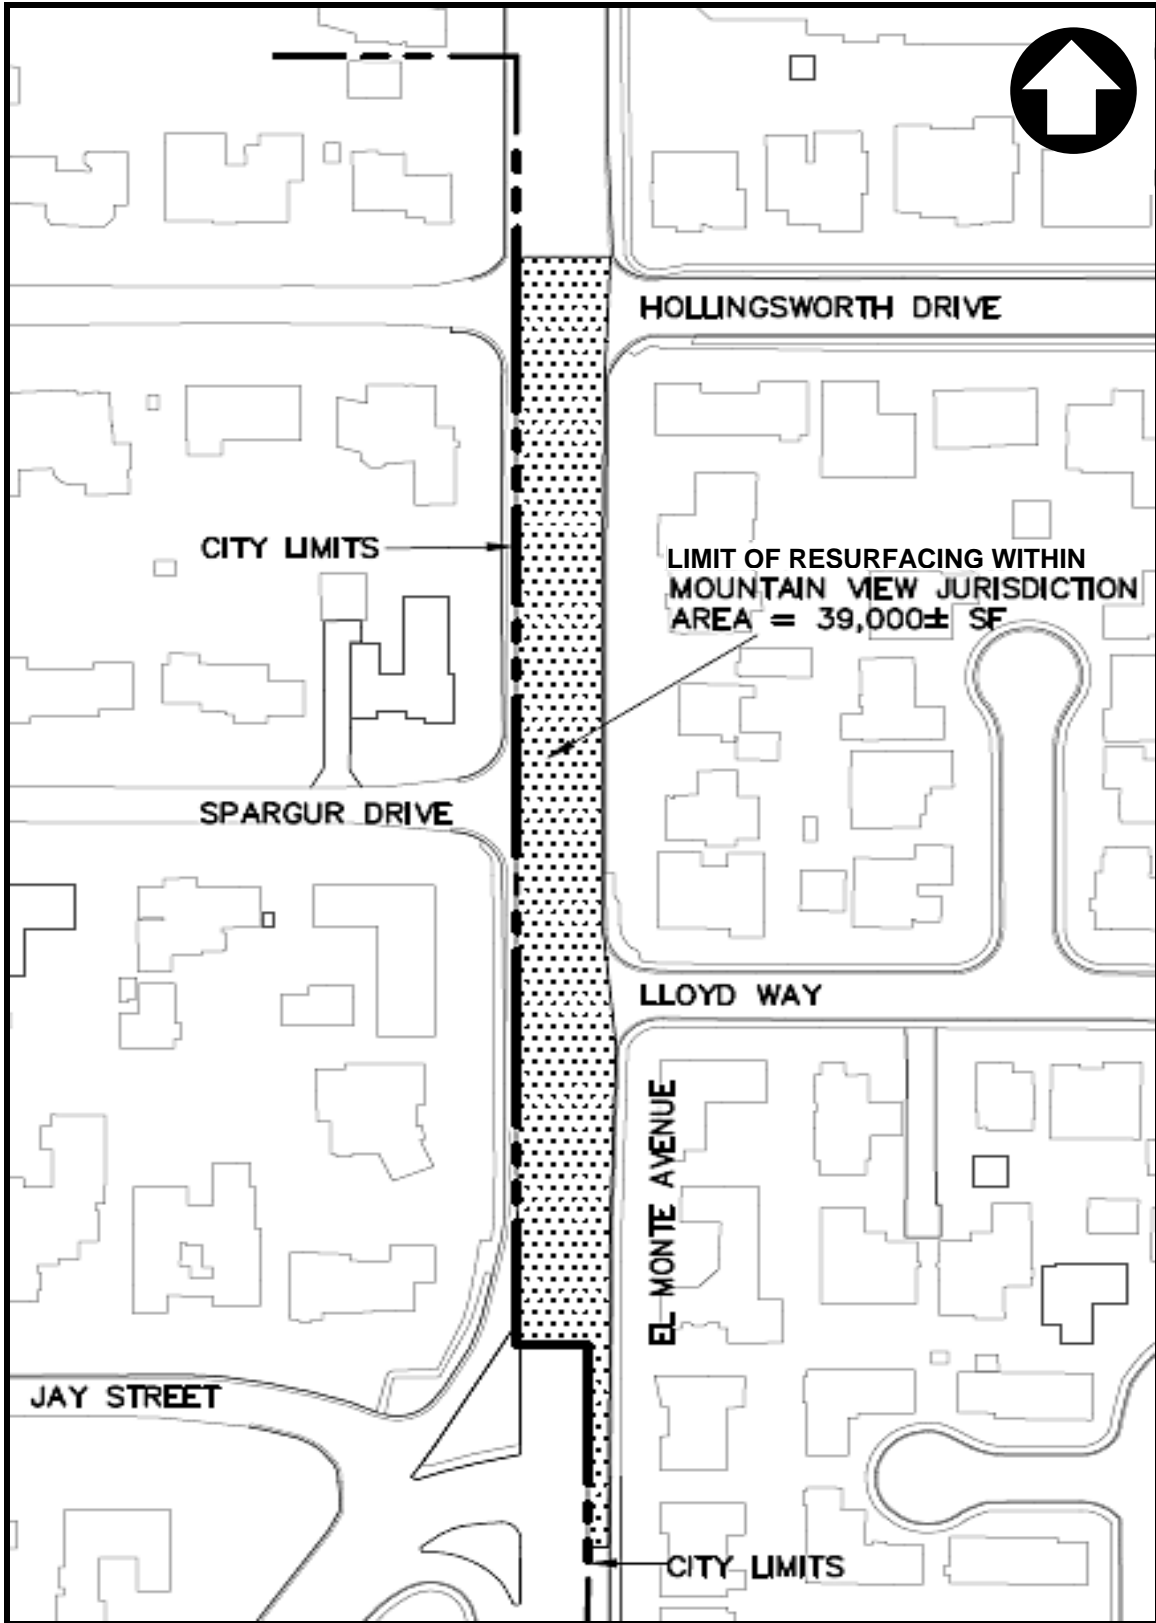 HOLLINGSWORTH DRIVE
CITY LIMITS
LIMIT OF RESURFACING WITHIN
MOUNTAIN VIEW JURISDICTION
AREA = 39,000± SF
SPARGUR DRIVE
LLOYD WAY
EL MONTE AVENUE
JAY STREET
CITY LIMITS